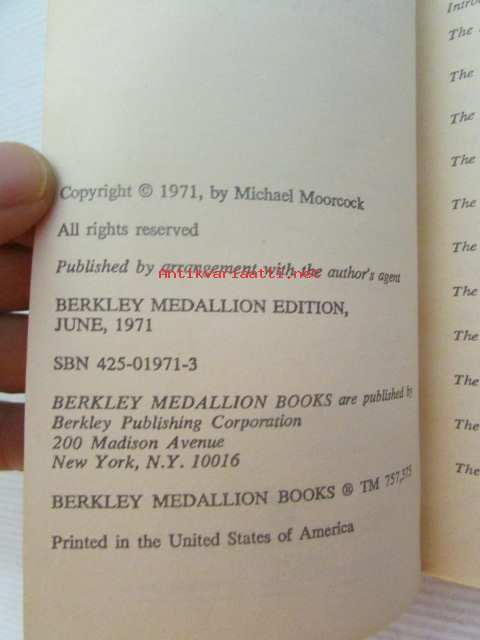 Copyright © 1971, by Michael Moorcock
All rights reserved
Published by arrangement with the author's agent
antikvariaatti.net
BERKLEY MEDALLION EDITION,
JUNE, 1971
SBN 425-01971-3
BERKLEY MEDALLION BOOKS are published by
Berkley Publishing Corporation
200 Madison Avenue
New York, N.Y. 10016
BERKLEY MEDALLION BOOKS ® TM 757,375
Printed in the United States of America
The
The
The
The
The
The
The
The
The
The
The